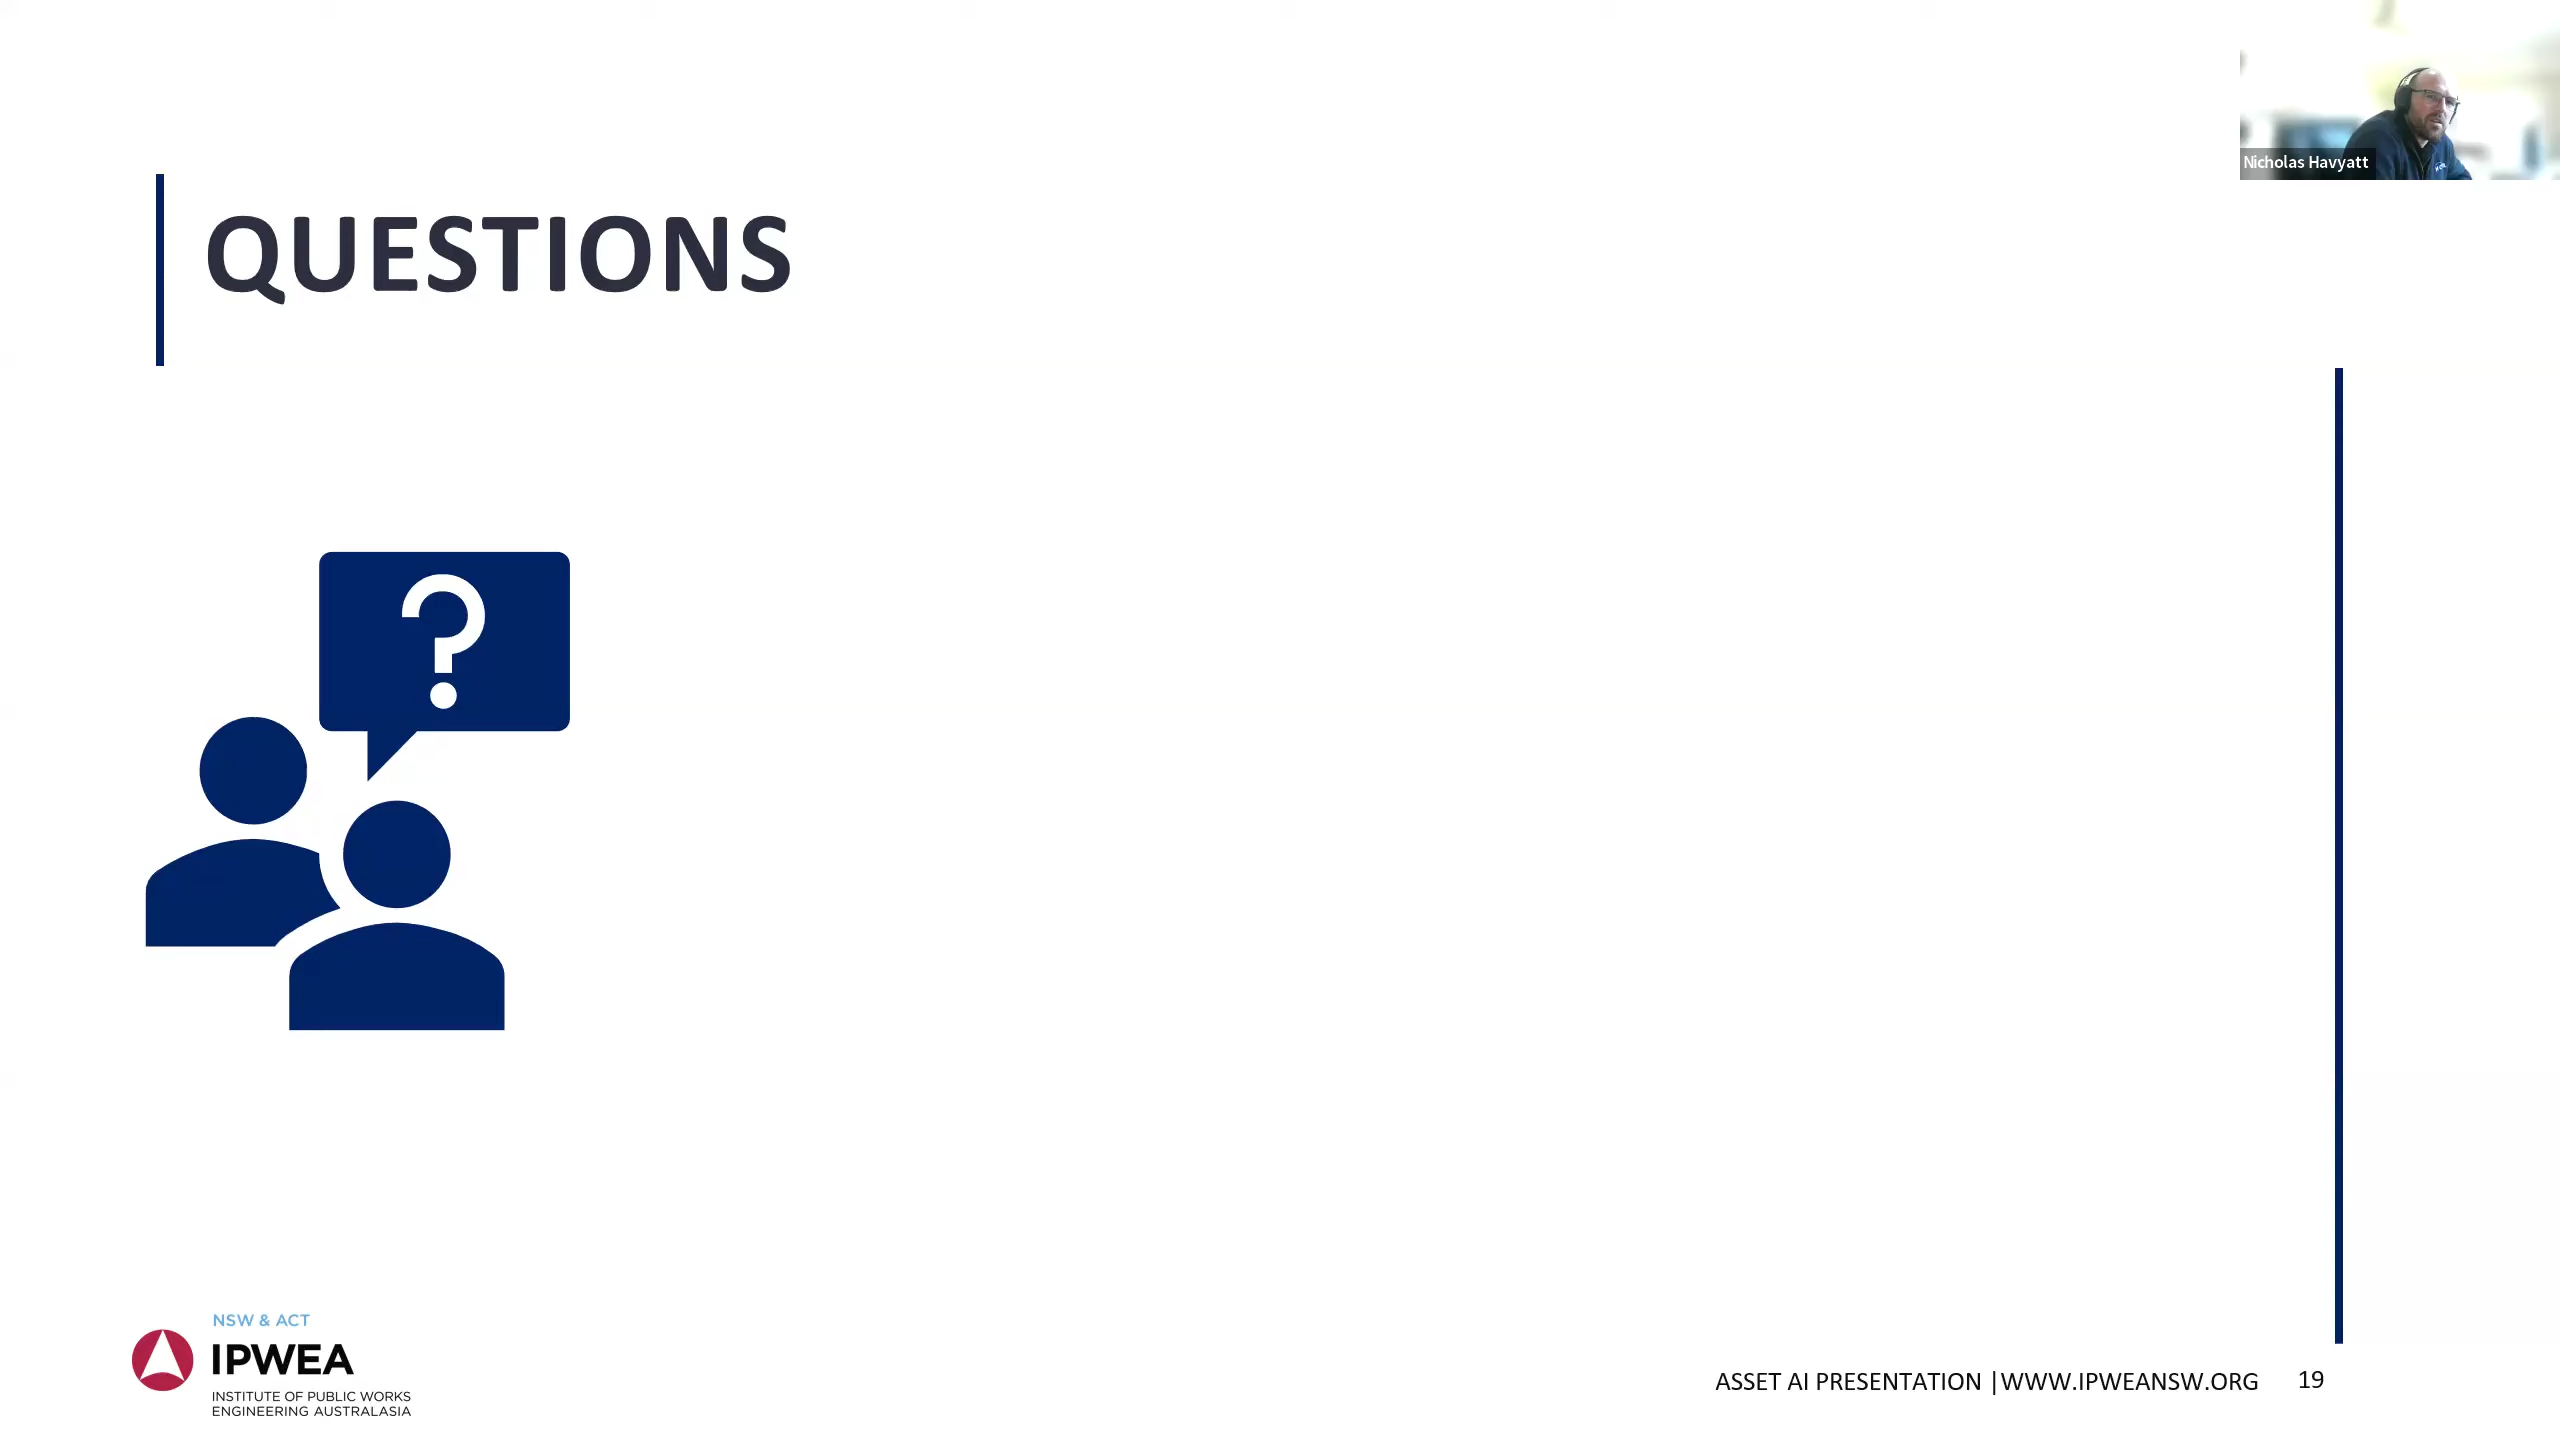 Nicholas Havyatt
QUESTIONS
?
NSW & ACT
IPWEA
INSTITUTE OF PUBLIC WORKS
ENGINEERING AUSTRALASIA
ASSET AI PRESENTATION |WWW.IPWEANSW.ORG 19